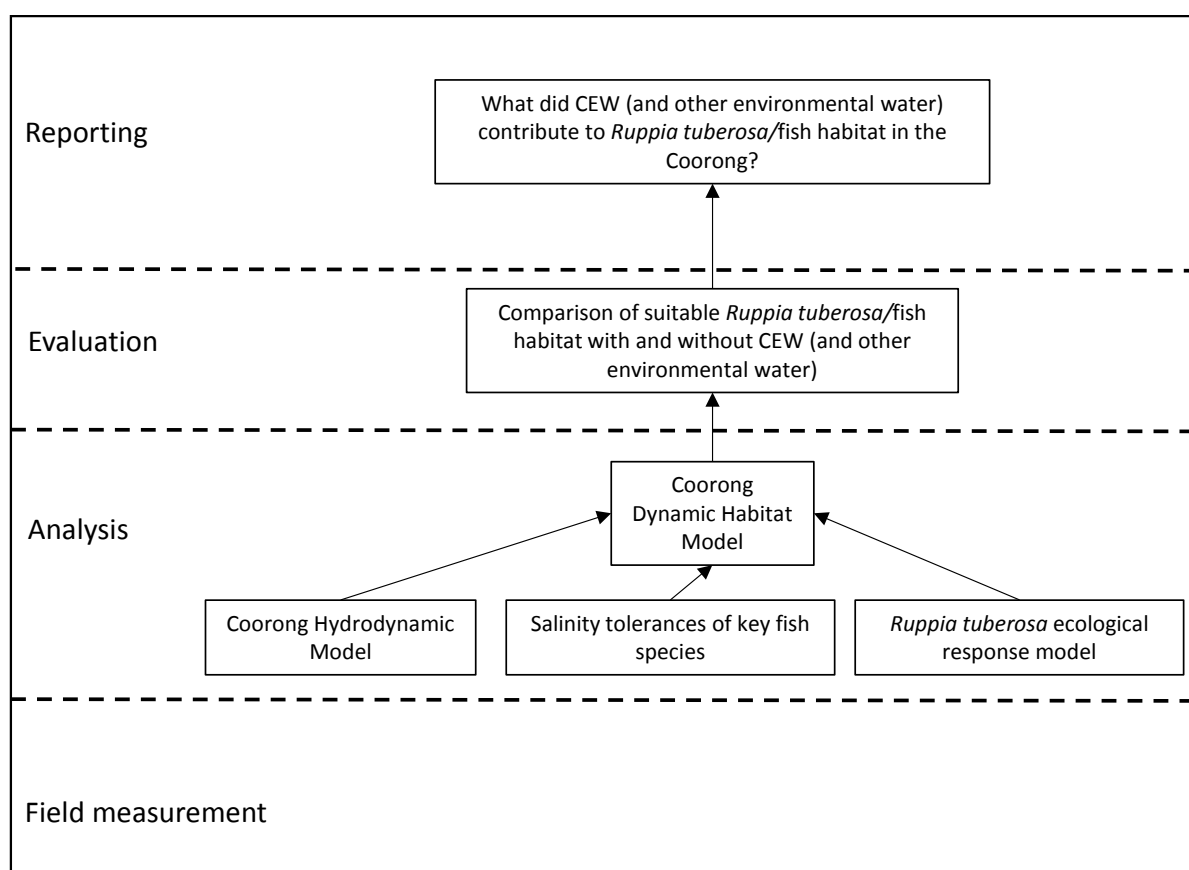 Reporting
What did CEW (and other environmental water)
contribute to Ruppia tuberosa/fish habitat in the
Coorong?
Evaluation
Comparison of suitable Ruppia tuberosa/fish
habitat with and without CEW (and other
environmental water)
Analysis
Coorong
Dynamic Habitat
Model
Coorong Hydrodynamic
Model
Salinity tolerances of key fish
species
Ruppia tuberosa ecological
response model
Field measurement